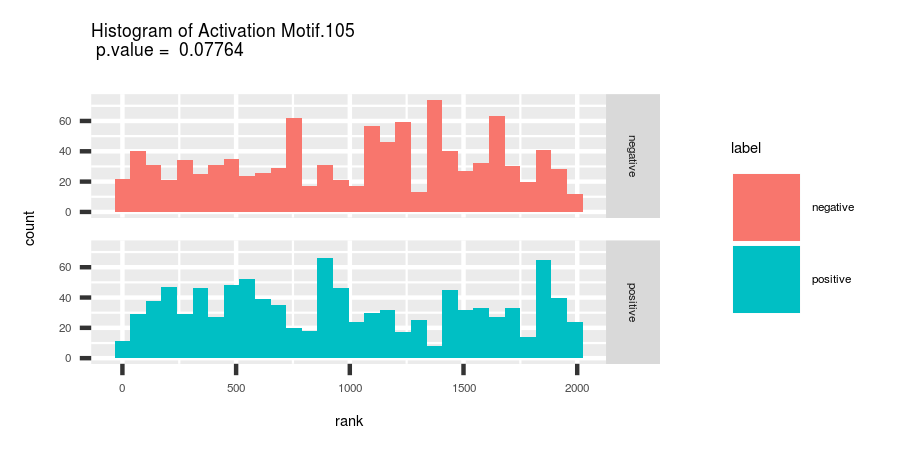 Histogram of Activation Motif.105
p.value = 0.07764
count
60
40
20
0
negative
60
40
20
0
positive
0 500 1000 1500 2000
rank
label
negative
positive